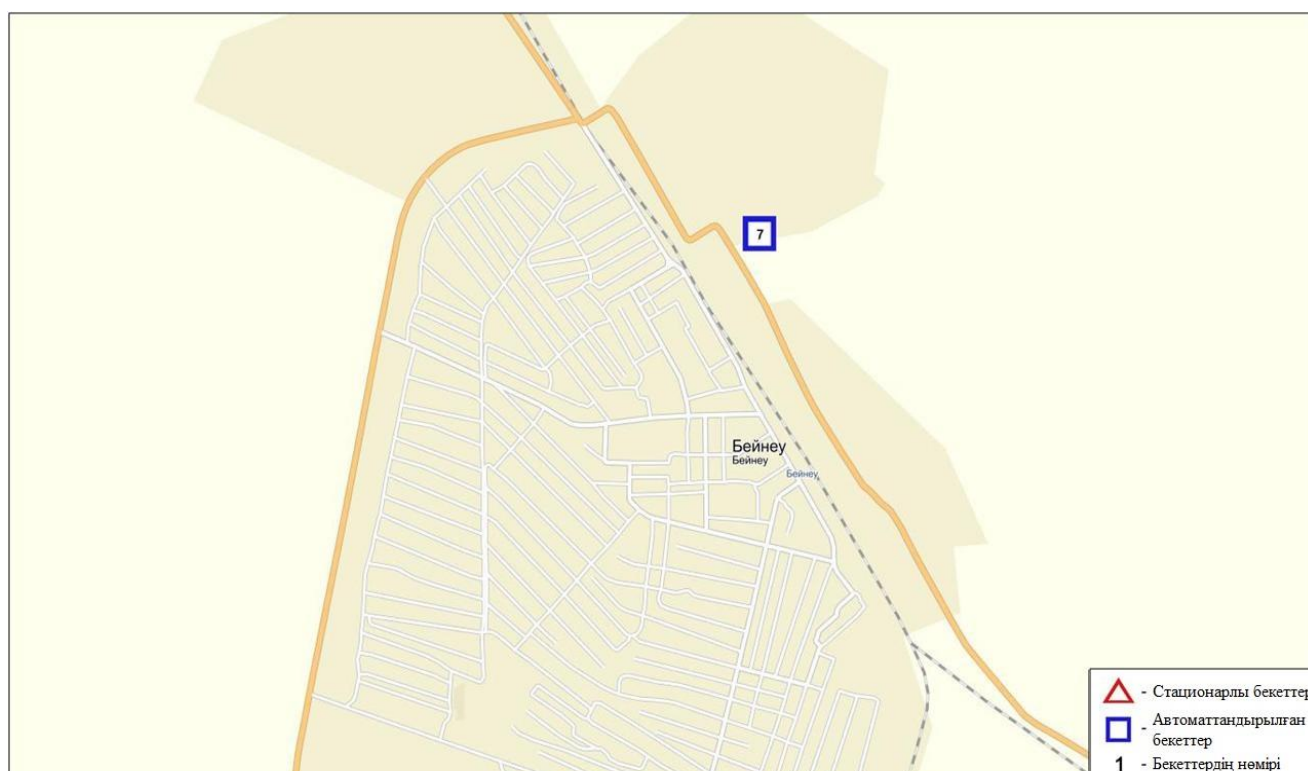 7
Бейнеу
Бейнеу
Бейнеу
- Стационарлы бекеттер
- Автоматтандырылған
бекеттер
1 - Бекеттердің нөмірі